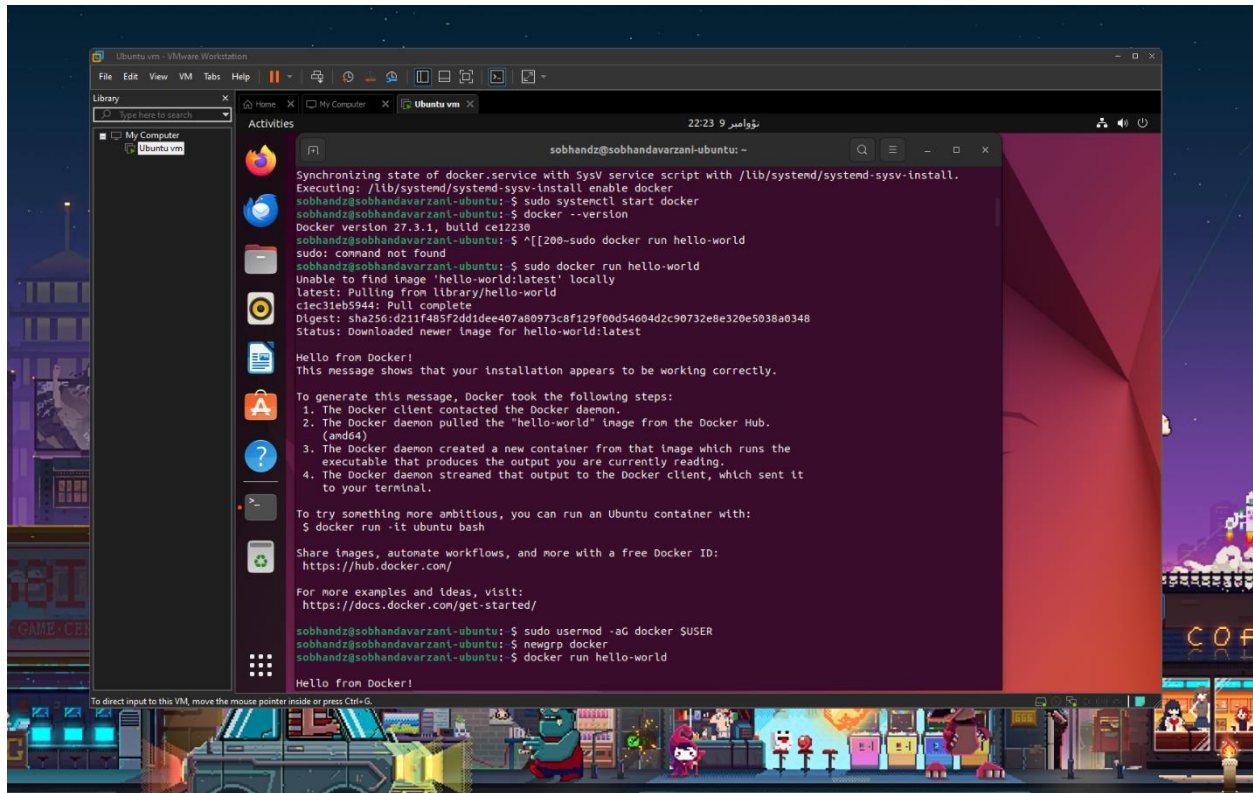 Ubuntu vm - VMware Workstation
File Edit View VM Tabs Help
Library
Type here to search
My Computer
Ubuntu vm
Home
My Computer
Ubuntu vm
Activities
22:23 9 نؤوامبر
sobhandz@sobhandavarzani-ubuntu: ~
Synchronizing state of docker.service with SysV service script with /lib/systemd/systemd-sysv-install.
Executing: /lib/systemd/systemd-sysv-install enable docker
sobhandz@sobhandavarzani-ubuntu:~$ sudo systemctl start docker
sobhandz@sobhandavarzani-ubuntu:~$ docker --version
Docker version 27.3.1, build ce12230
sobhandz@sobhandavarzani-ubuntu:~$ ^[[200~sudo docker run hello-world
sudo: command not found
sobhandz@sobhandavarzani-ubuntu:~$ sudo docker run hello-world
Unable to find image 'hello-world:latest' locally
latest: Pulling from library/hello-world
c1ec31eb5944: Pull complete
Digest: sha256:d211f485f2dd1dee407a80973c8f129f00d54604d2c90732e8e320e5038a0348
Status: Downloaded newer image for hello-world:latest
Hello from Docker!
This message shows that your installation appears to be working correctly.
To generate this message, Docker took the following steps:
1. The Docker client contacted the Docker daemon.
2. The Docker daemon pulled the "hello-world" image from the Docker Hub.
(amd64)
3. The Docker daemon created a new container from that image which runs the
executable that produces the output you are currently reading.
4. The Docker daemon streamed that output to the Docker client, which sent it
to your terminal.
To try something more ambitious, you can run an Ubuntu container with:
$ docker run -it ubuntu bash
Share images, automate workflows, and more with a free Docker ID:
https://hub.docker.com/
For more examples and ideas, visit:
https://docs.docker.com/get-started/
sobhandz@sobhandavarzani-ubuntu:~$ sudo usermod -aG docker $USER
sobhandz@sobhandavarzani-ubuntu:~$ newgrp docker
sobhandz@sobhandavarzani-ubuntu:~$ docker run hello-world
Hello from Docker!
To direct input to this VM, move the mouse pointer inside or press Ctrl+G.